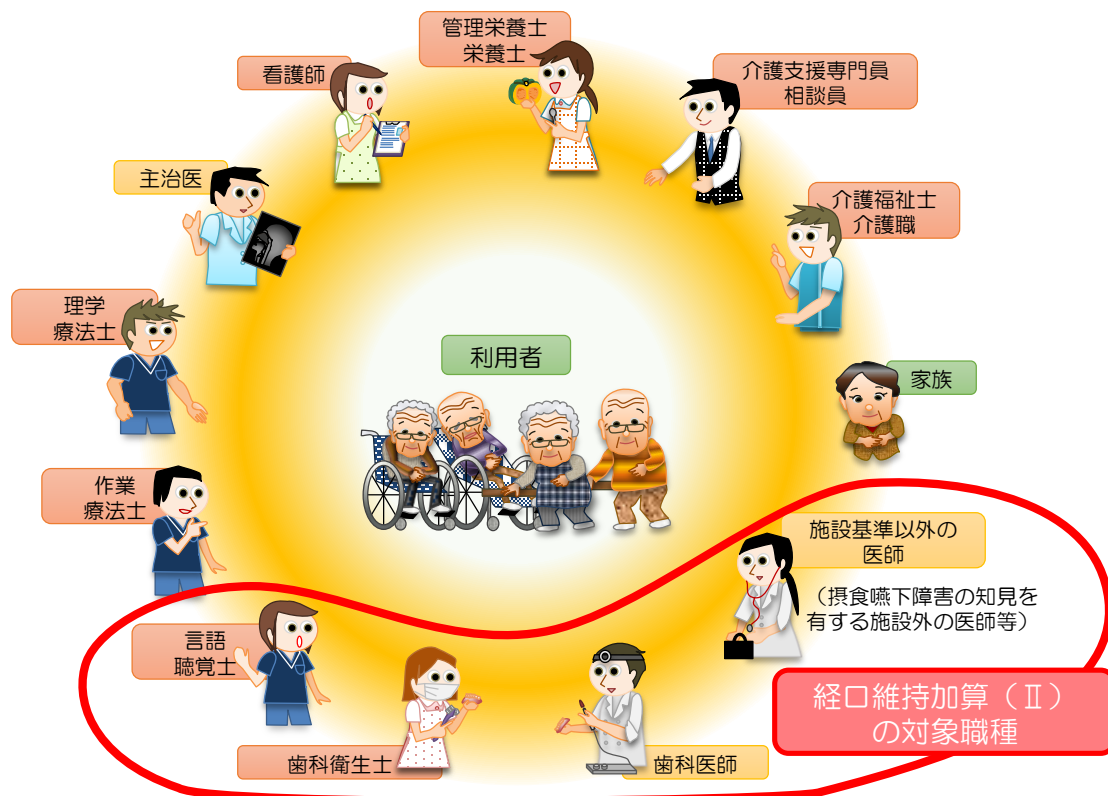 管理栄養士
栄養士
看護師
介護支援専門員
相談員
主治医
介護福祉士
介護職
理学
療法士
利用者
家族
作業
療法士
施設基準以外の
医師
（摂食嚥下障害の知見を
有する施設外の医師等）
言語
聴覚士
経口維持加算（Ⅱ）
の対象職種
歯科衛生士
歯科医師